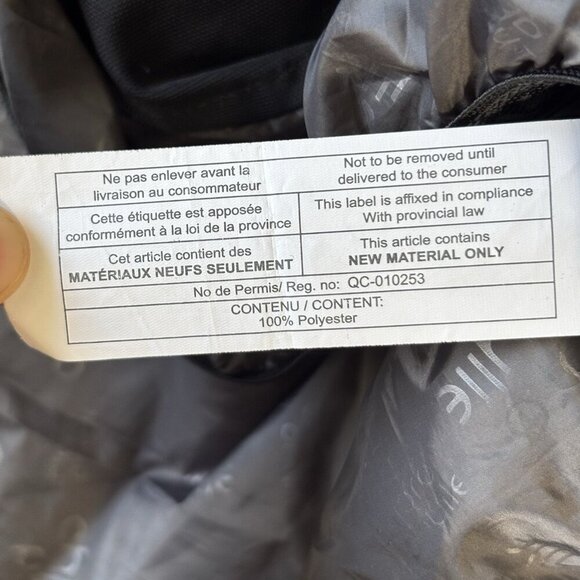 Ne pas enlever avant la
livraison au consommateur
Not to be removed until
delivered to the consumer
Cette étiquette est apposée
conformément à la loi de la province
This label is affixed in compliance
With provincial law
Cet article contient des
MATÉRIAUX NEUFS SEULEMENT
This article contains
NEW MATERIAL ONLY
No de Permis/ Reg. no: QC-010253
CONTENU / CONTENT:
100% Polyester